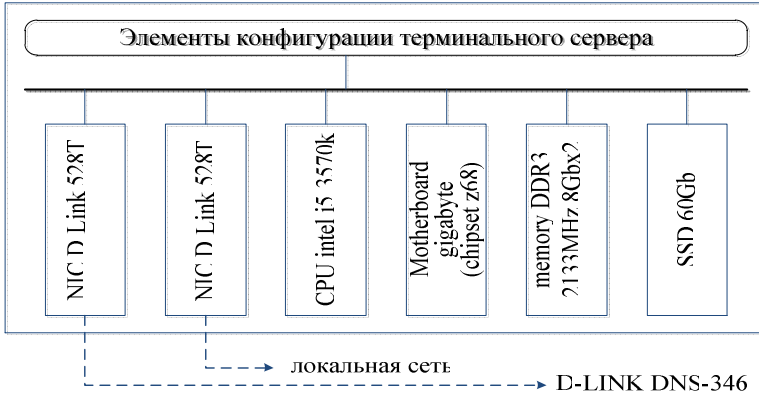 Элементы конфигурации терминального сервера
NIC D Link 528T
NIC D Link 528T
CPU intel i5 3570k
Motherboard
gigabyte
(chipset z68)
memory DDR3
2133MHz 8Gbx2
SSD 60Gb
локальная сеть
D-LINK DNS-346